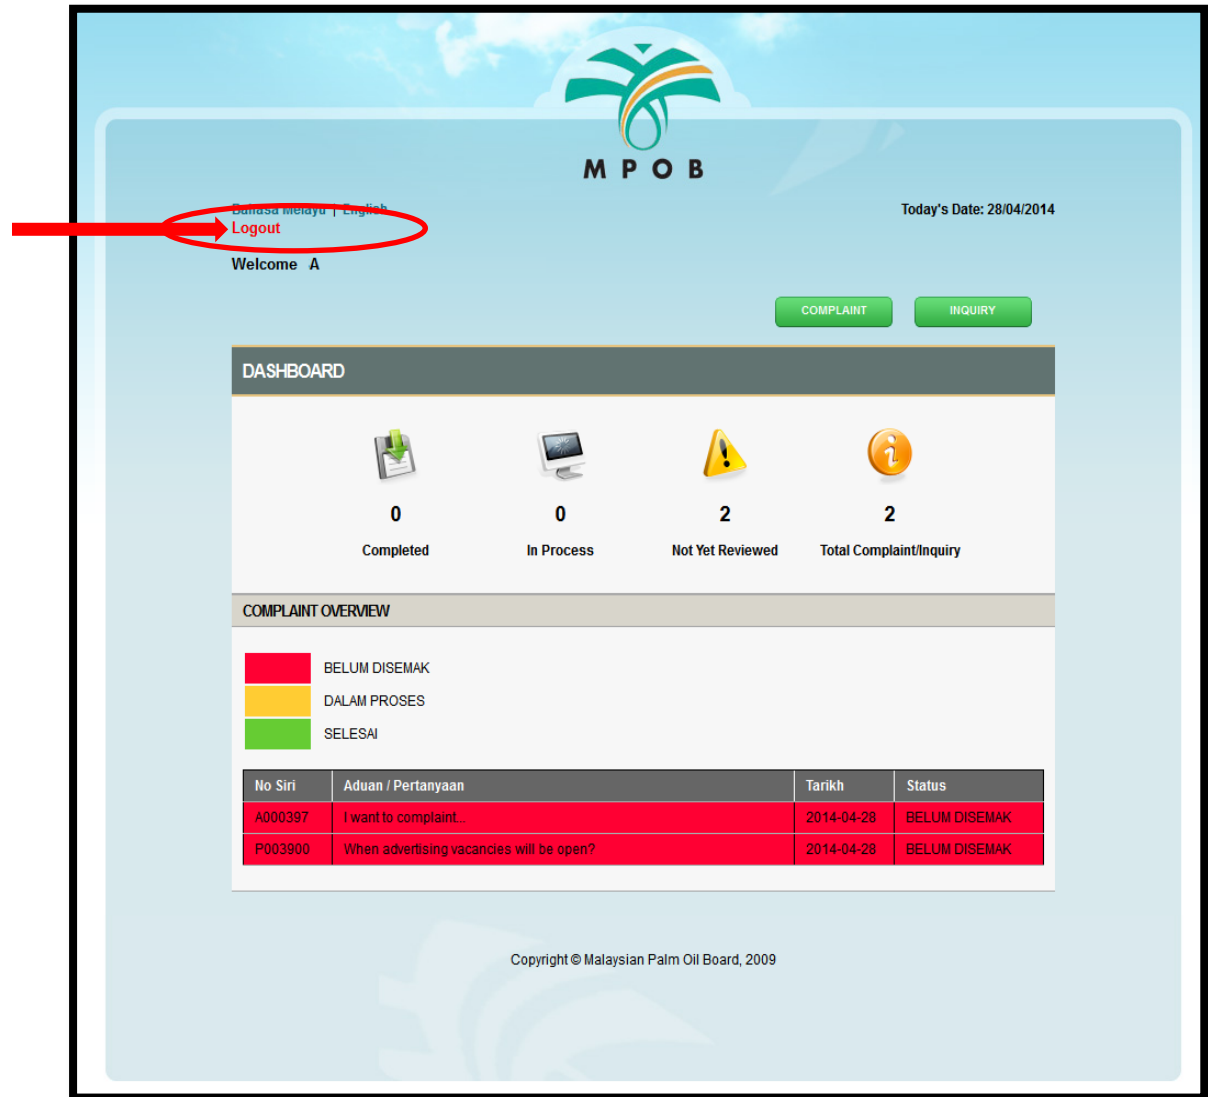 MPOB
Bahasa Melayu | English
Today's Date: 28/04/2014
Logout
Welcome A
COMPLAINT INQUIRY
DASHBOARD
0 0 2 2
Completed In Process Not Yet Reviewed Total Complaint/Inquiry
COMPLAINT OVERVIEW
BELUM DISEMAK
DALAM PROSES
SELESAI
No Siri Aduan / Pertanyaan Tarikh Status
A000397 I want to complaint... 2014-04-28 BELUM DISEMAK
P003900 When advertising vacancies will be open? 2014-04-28 BELUM DISEMAK
Copyright © Malaysian Palm Oil Board, 2009